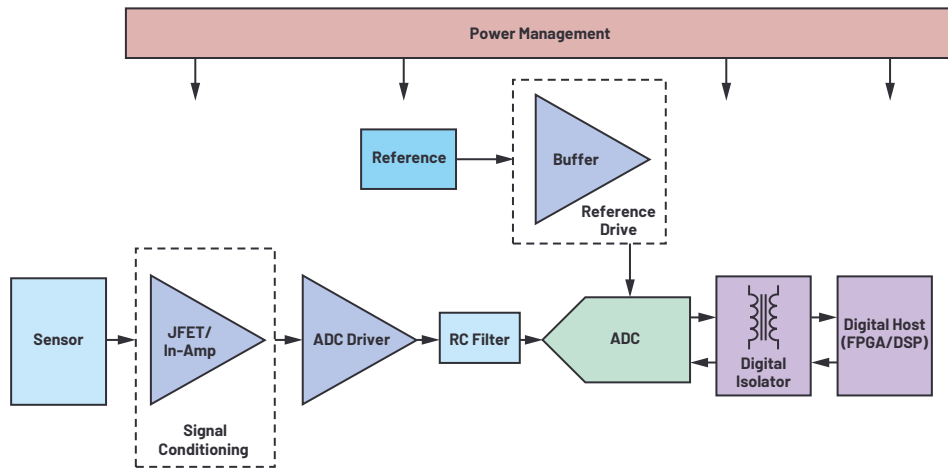 Power Management
Reference
Buffer
Reference
Drive
Sensor
JFET/
In-Amp
Signal
Conditioning
ADC Driver
RC Filter
ADC
Digital
Isolator
Digital Host
(FPGA/DSP)